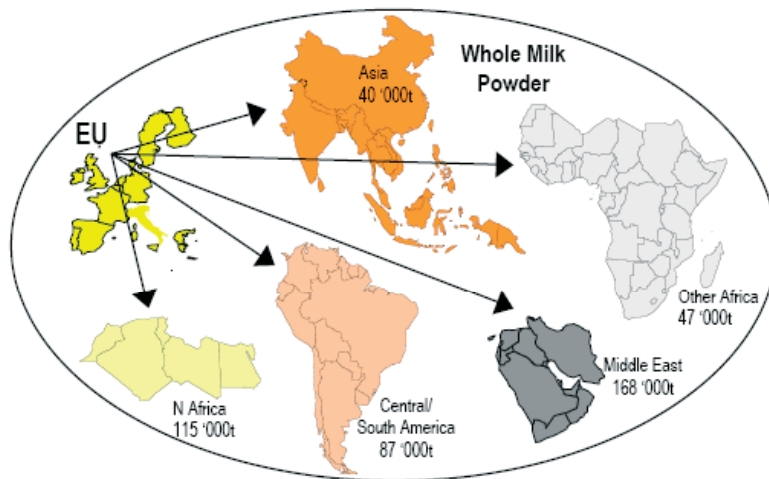 Whole Milk
Powder
EU
Asia
40 ‘000t
Other Africa
47 ‘000t
Middle East
168 ‘000t
N Africa
115 ‘000t
Central/
South America
87 ‘000t